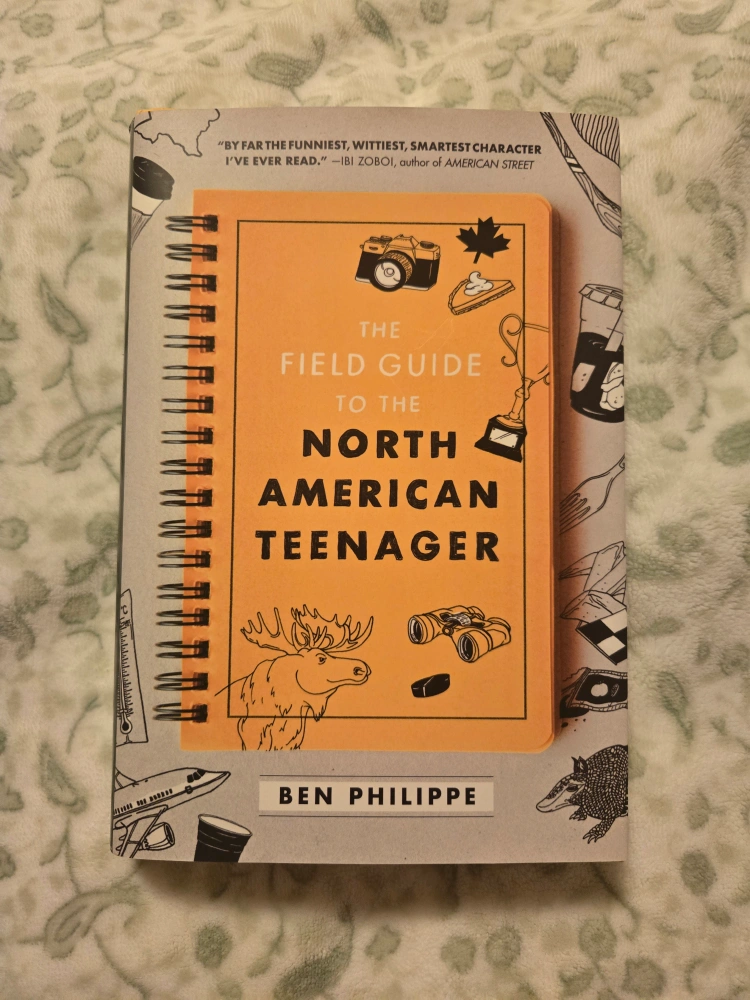 “BY FAR THE FUNNIEST, WITTIEST, SMARTEST CHARACTER
I’VE EVER READ.” —IBI ZOBOI, author of AMERICAN STREET
THE
FIELD GUIDE
TO THE
NORTH
AMERICAN
TEENAGER
BEN PHILIPPE